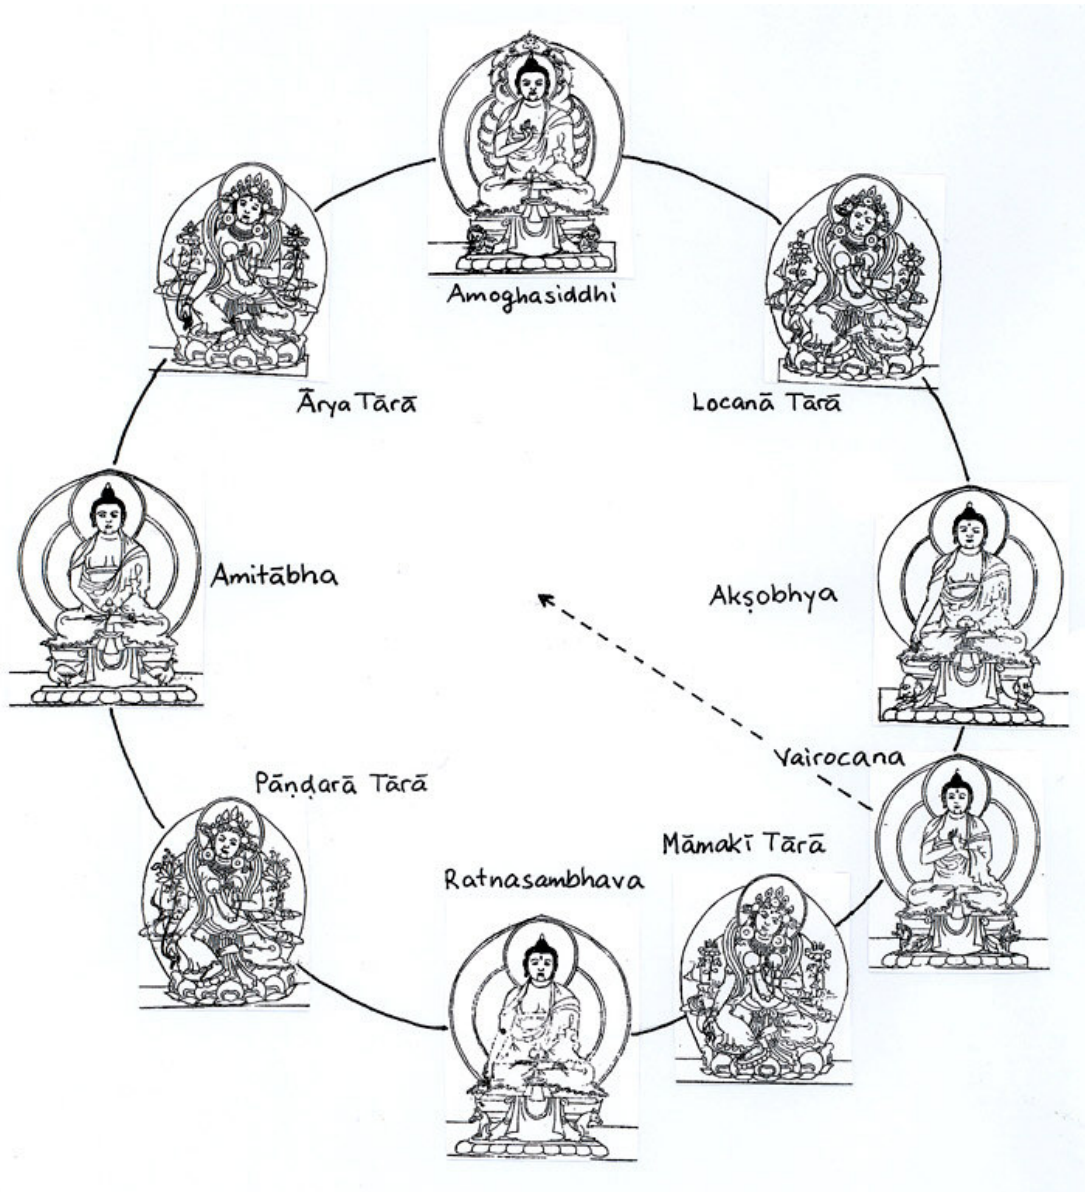 Amoghasiddhi
Ārya Tārā
Locanā Tārā
Amitābha
Akṣobhya
Vairocana
Pāṇḍarā Tārā
Māmakī Tārā
Ratnasambhava